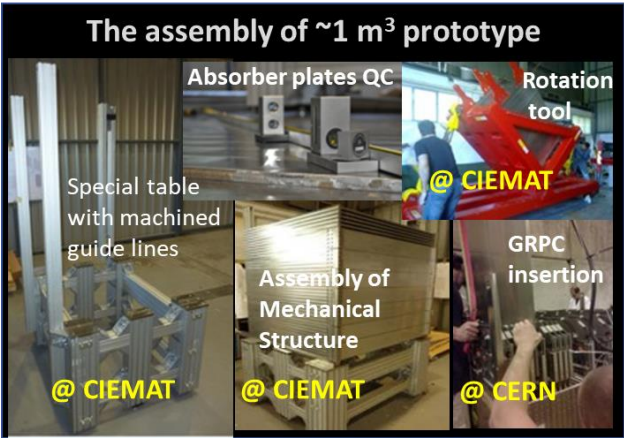 The assembly of ~1 m³ prototype
Absorber plates QC
Rotation
tool
@ CIEMAT
Special table
with machined
guide lines
@ CIEMAT
Assembly of
Mechanical
Structure
@ CIEMAT
GRPC
insertion
@ CERN